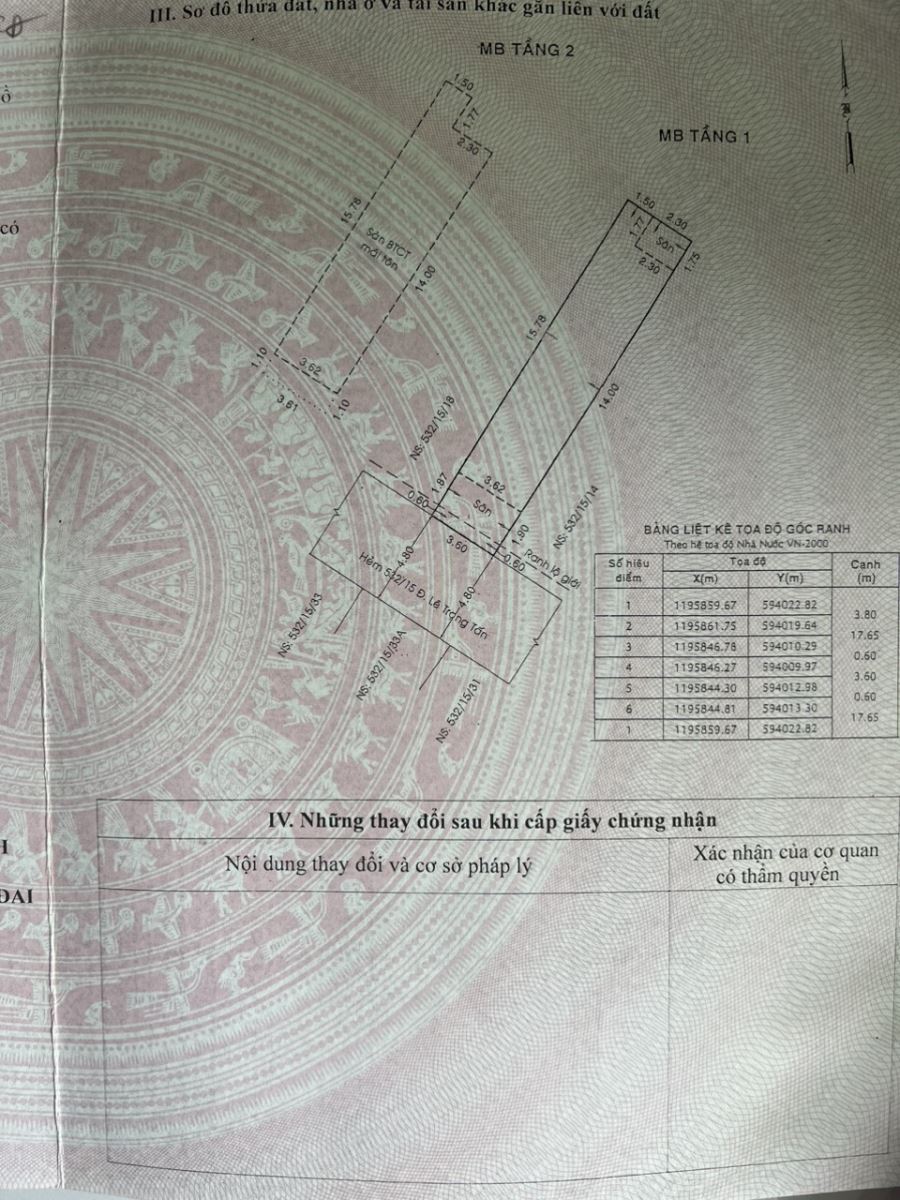 III. Sơ đồ thửa đất, nhà ở và tài sản khác gắn liền với đất
MB TẦNG 2
MB TẦNG 1
1.50
1.77
2.30
15.78
Sàn BTCT
mái tôn
14.00
1.10
3.62
1.10
3.61
1.50
2.30
1.77
Sân
2.30
1.75
15.78
14.00
NS: 532/15/18
1.87
3.62
Sân
0.60
3.60
1.80
0.60
NS: 532/15/14
Ranh lộ giới
4.80
4.80
Hẻm 532/15 Đ. Lê Trọng Tấn
NS: 532/15/33
NS: 532/15/33A
NS: 532/15/31
BẢNG LIỆT KÊ TỌA ĐỘ GÓC RANH
Theo hệ toạ độ Nhà Nước VN-2000
Số hiệu điểm Tọa độ Cạnh (m)
X(m) Y(m)
1 1195859.67 594022.82
3.80
2 1195861.75 594019.64
17.65
3 1195846.78 594010.29
0.60
4 1195846.27 594009.97
3.60
5 1195844.30 594012.98
0.60
6 1195844.81 594013.30
17.65
1 1195859.67 594022.82
IV. Những thay đổi sau khi cấp giấy chứng nhận
Nội dung thay đổi và cơ sở pháp lý
Xác nhận của cơ quan
có thẩm quyền
có
ĐAI